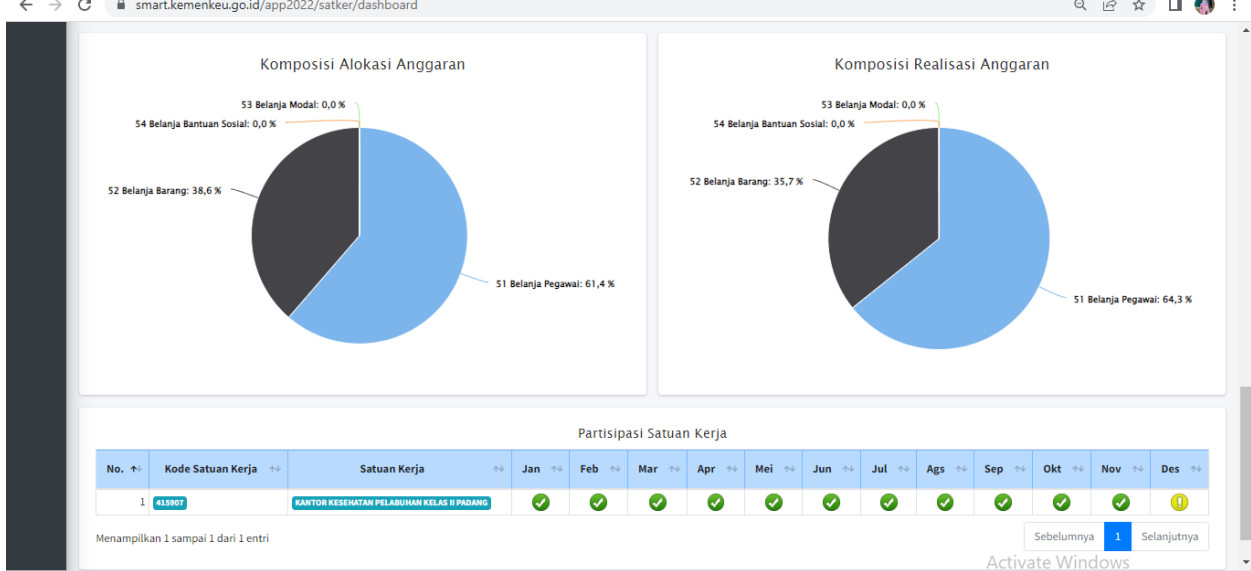 smart.kemenkeu.go.id/app2022/satker/dashboard
Komposisi Alokasi Anggaran
53 Belanja Modal: 0,0 %
54 Belanja Bantuan Sosial: 0,0 %
52 Belanja Barang: 38,6 %
51 Belanja Pegawai: 61,4 %
Komposisi Realisasi Anggaran
53 Belanja Modal: 0,0 %
54 Belanja Bantuan Sosial: 0,0 %
52 Belanja Barang: 35,7 %
51 Belanja Pegawai: 64,3 %
Partisipasi Satuan Kerja
No. Kode Satuan Kerja Satuan Kerja Jan Feb Mar Apr Mei Jun Jul Ags Sep Okt Nov Des
1 415907 KANTOR KESEHATAN PELABUHAN KELAS II PADANG
Menampilkan 1 sampai 1 dari 1 entri
Sebelumnya 1 Selanjutnya
Activate Windows